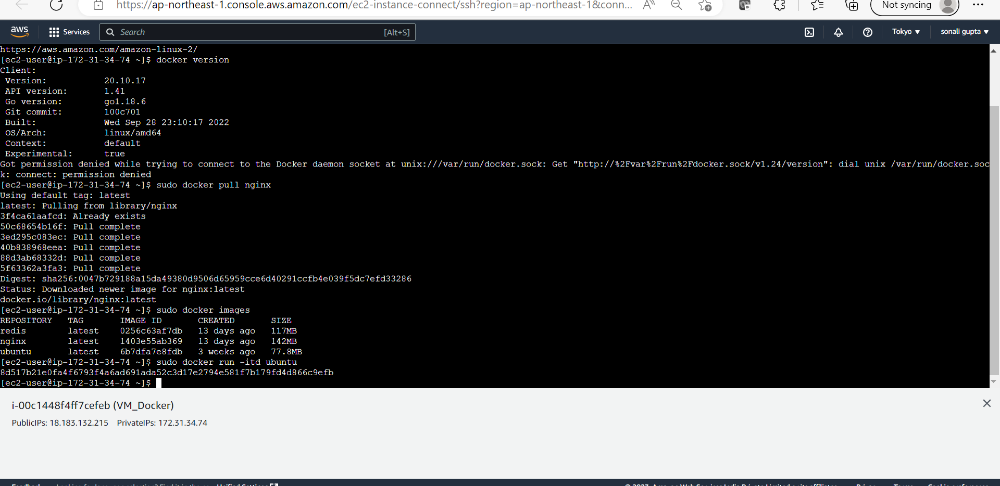 https://ap-northeast-1.console.aws.amazon.com/ec2-instance-connect/ssh?region=ap-northeast-1&conn...
Not syncing
aws
Services
Search
[Alt+S]
Tokyo
sonali gupta
https://aws.amazon.com/amazon-linux-2/
[ec2-user@ip-172-31-34-74 ~]$ docker version
Client:
Version: 20.10.17
API version: 1.41
Go version: go1.18.6
Git commit: 100c701
Built: Wed Sep 28 23:10:17 2022
OS/Arch: linux/amd64
Context: default
Experimental: true
Got permission denied while trying to connect to the Docker daemon socket at unix:///var/run/docker.sock: Get "http://%2Fvar%2Frun%2Fdocker.sock/v1.24/version": dial unix /var/run/docker.soc
k: connect: permission denied
[ec2-user@ip-172-31-34-74 ~]$ sudo docker pull nginx
Using default tag: latest
latest: Pulling from library/nginx
3f4ca61aafcd: Already exists
50c68654b16f: Pull complete
3ed295c083ec: Pull complete
40b838968eea: Pull complete
88d3ab68332d: Pull complete
5f63362a3fa3: Pull complete
Digest: sha256:0047b729188a15da49380d9506d65959cce6d40291ccfb4e039f5dc7efd33286
Status: Downloaded newer image for nginx:latest
docker.io/library/nginx:latest
[ec2-user@ip-172-31-34-74 ~]$ sudo docker images
REPOSITORY TAG IMAGE ID CREATED SIZE
redis latest 0256c63af7db 13 days ago 117MB
nginx latest 1403e55ab369 13 days ago 142MB
ubuntu latest 6b7dfa7e8fdb 3 weeks ago 77.8MB
[ec2-user@ip-172-31-34-74 ~]$ sudo docker run -itd ubuntu
8d517b21e0fa4f6793f4a6ad691ada52c3d17e2794e581f7b179fd4d866c9efb
[ec2-user@ip-172-31-34-74 ~]$
i-00c1448f4ff7cefeb (VM_Docker)
PublicIPs: 18.183.132.215 PrivateIPs: 172.31.34.74